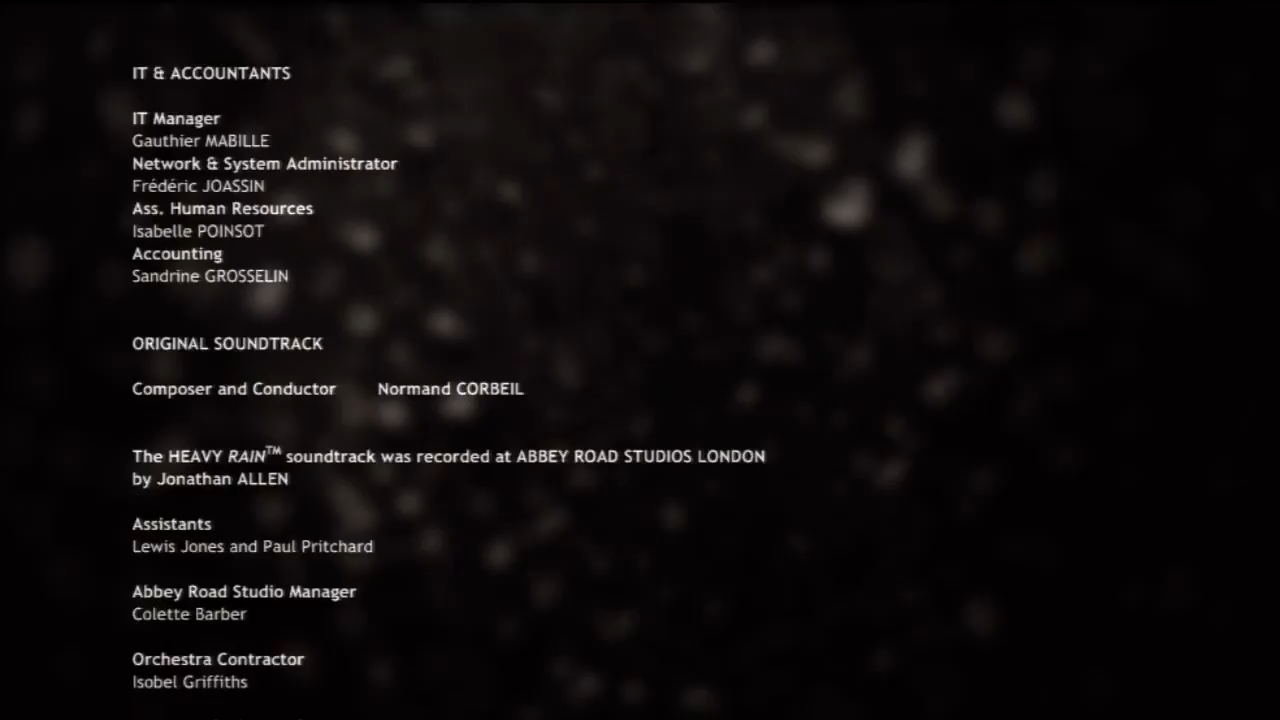 IT & ACCOUNTANTS
IT Manager
Gauthier MABILLE
Network & System Administrator
Frédéric JOASSIN
Ass. Human Resources
Isabelle POINSOT
Accounting
Sandrine GROSSELIN
ORIGINAL SOUNDTRACK
Composer and Conductor Normand CORBEIL
The HEAVY RAIN™ soundtrack was recorded at ABBEY ROAD STUDIOS LONDON
by Jonathan ALLEN
Assistants
Lewis Jones and Paul Pritchard
Abbey Road Studio Manager
Colette Barber
Orchestra Contractor
Isobel Griffiths